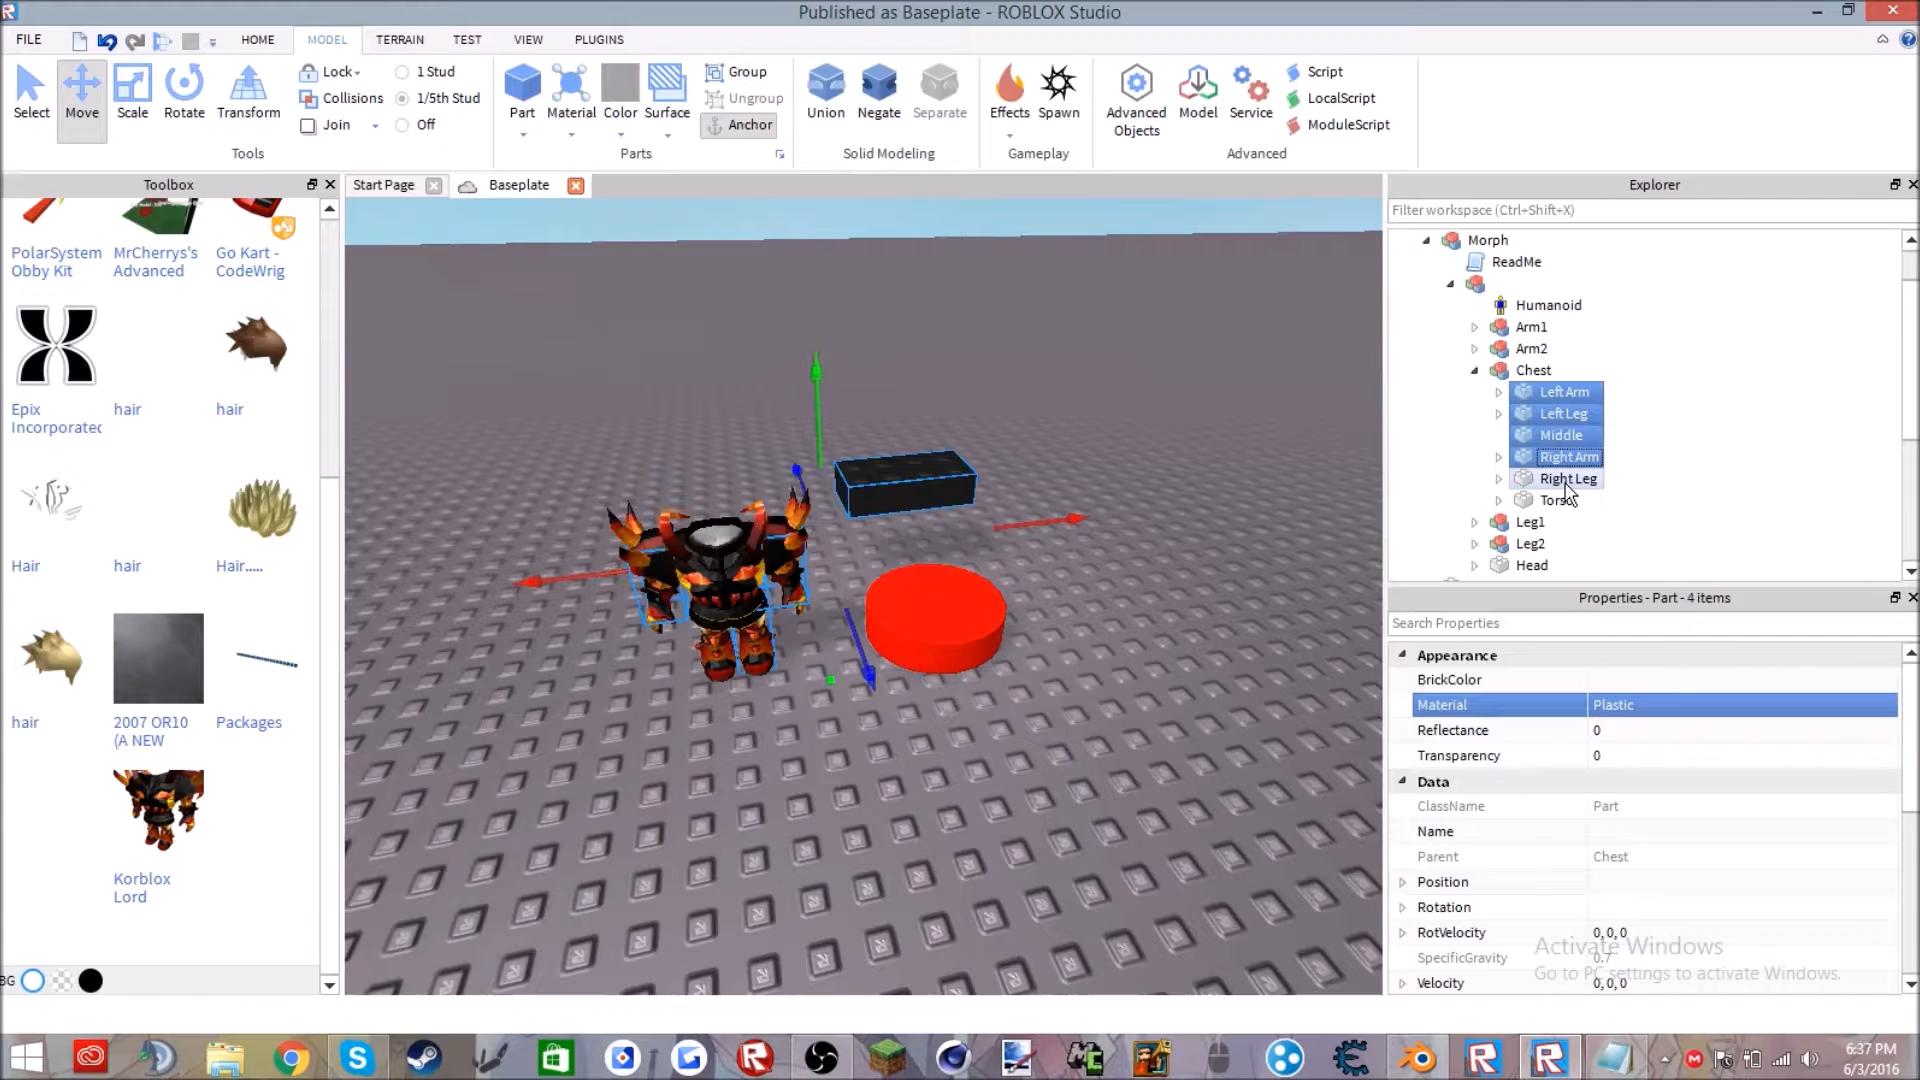 Published as Baseplate - ROBLOX Studio
FILE
HOME
MODEL
TERRAIN
TEST
VIEW
PLUGINS
Select
Move
Scale
Rotate
Transform
Lock
Collisions
Join
1 Stud
1/5th Stud
Off
Tools
Part
Material
Color
Surface
Group
Ungroup
Anchor
Parts
Union
Negate
Separate
Solid Modeling
Effects
Spawn
Gameplay
Advanced
Objects
Model
Service
Script
LocalScript
ModuleScript
Advanced
Toolbox
PolarSystem
Obby Kit
MrCherrys's
Advanced
Go Kart -
CodeWrig
Epix
Incorporated
hair
hair
Hair
hair
Hair.....
hair
2007 OR10
(A NEW
Packages
Korblox
Lord
BG
Start Page
Baseplate
Explorer
Filter workspace (Ctrl+Shift+X)
Morph
ReadMe
Humanoid
Arm1
Arm2
Chest
Left Arm
Left Leg
Middle
Right Arm
Right Leg
Torso
Leg1
Leg2
Head
Properties - Part - 4 items
Search Properties
Appearance
BrickColor
Material Plastic
Reflectance 0
Transparency 0
Data
ClassName Part
Name
Parent Chest
Position
Rotation
RotVelocity 0, 0, 0
SpecificGravity 0.7
Velocity 0, 0, 0
Activate Windows
Go to PC settings to activate Windows.
6:37 PM
6/3/2016